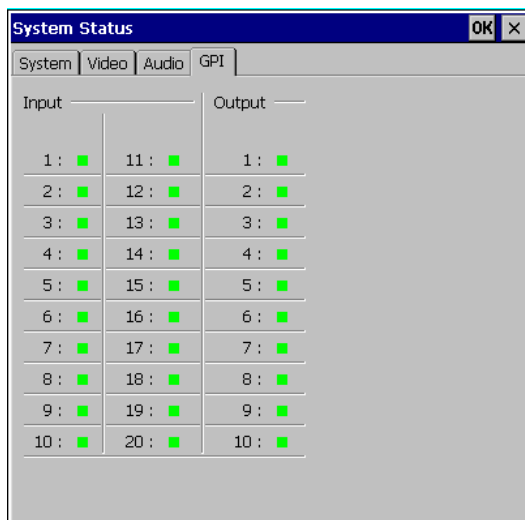 System Status OK ×
System Video Audio GPI
Input Output
1 : 11 : 1 :
2 : 12 : 2 :
3 : 13 : 3 :
4 : 14 : 4 :
5 : 15 : 5 :
6 : 16 : 6 :
7 : 17 : 7 :
8 : 18 : 8 :
9 : 19 : 9 :
10 : 20 : 10 :